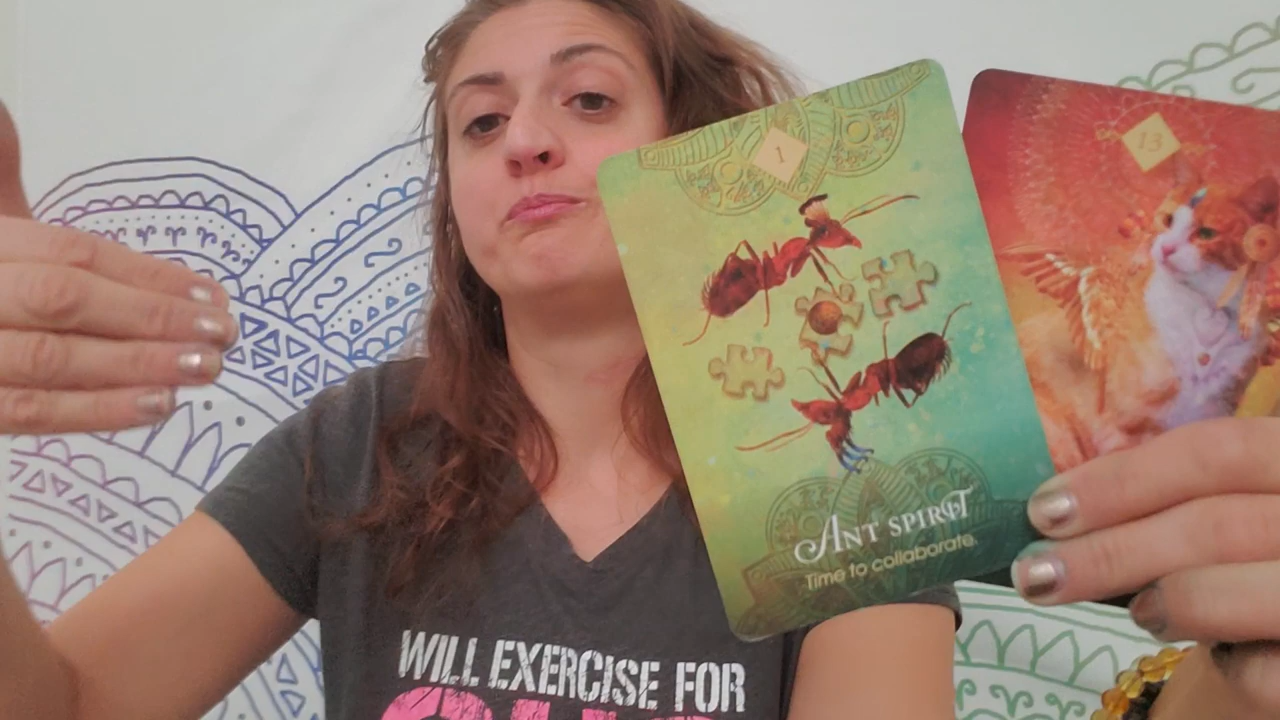 1
13
ANT SPIRIT
Time to collaborate.
WILL EXERCISE FOR